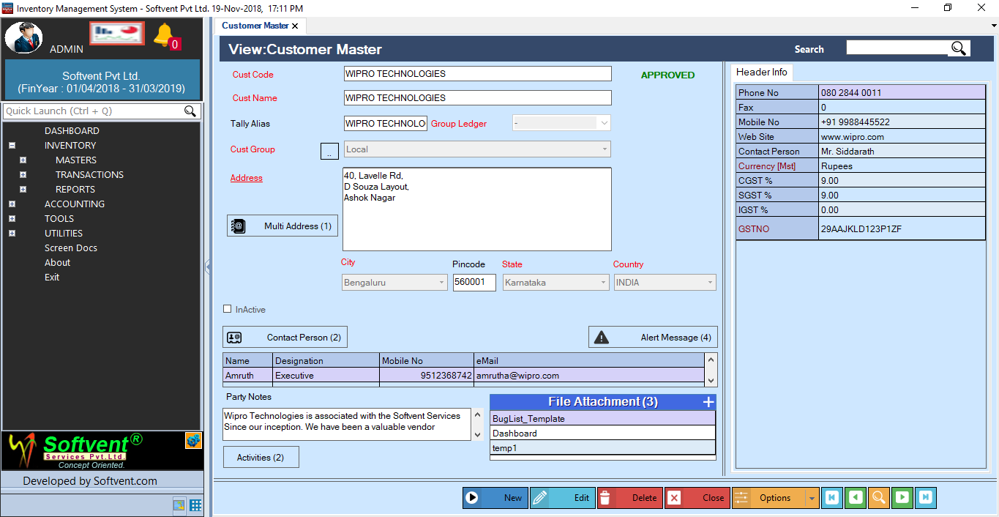 Inventory Management System - Softvent Pvt Ltd. 19-Nov-2018, 17:11 PM
ADMIN
0
Softvent Pvt Ltd.
(FinYear : 01/04/2018 - 31/03/2019)
Quick Launch (Ctrl + Q)
DASHBOARD
INVENTORY
MASTERS
TRANSACTIONS
REPORTS
ACCOUNTING
TOOLS
UTILITIES
Screen Docs
About
Exit
Softvent®
Services Pvt.Ltd.
Concept Oriented.
Developed by Softvent.com
Customer Master
View:Customer Master
Search
Cust Code WIPRO TECHNOLOGIES APPROVED
Cust Name WIPRO TECHNOLOGIES
Tally Alias WIPRO TECHNOLO Group Ledger -
Cust Group .. Local
Address
40, Lavelle Rd,
D Souza Layout,
Ashok Nagar
Multi Address (1)
City Pincode State Country
Bengaluru 560001 Karnataka INDIA
InActive
Contact Person (2) Alert Message (4)
Name Designation Mobile No eMail
Amruth Executive 9512368742 amrutha@wipro.com
Party Notes
Wipro Technologies is associated with the Softvent Services
Since our inception. We have been a valuable vendor
Activities (2)
File Attachment (3) +
BugList_Template
Dashboard
temp1
Header Info
Phone No 080 2844 0011
Fax 0
Mobile No +91 9988445522
Web Site www.wipro.com
Contact Person Mr. Siddarath
Currency [Mst] Rupees
CGST % 9.00
SGST % 9.00
IGST % 0.00
GSTNO 29AAJKLD123P1ZF
New Edit Delete Close Options